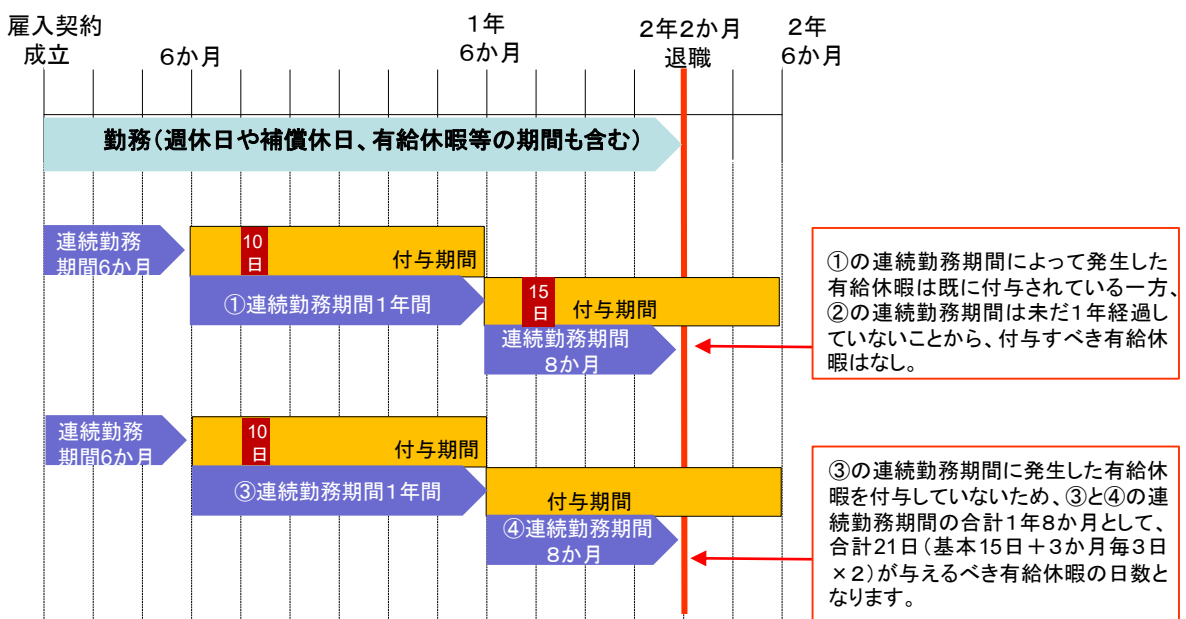 雇入契約
成立
6か月
1年
6か月
2年2か月
退職
2年
6か月
勤務（週休日や補償休日、有給休暇等の期間も含む）
連続勤務
期間6か月
10
日
付与期間
①連続勤務期間1年間
15
日
付与期間
連続勤務期間
8か月
①の連続勤務期間によって発生した
有給休暇は既に付与されている一方、
②の連続勤務期間は未だ1年経過し
ていないことから、付与すべき有給休
暇はなし。
連続勤務
期間6か月
10
日
付与期間
③連続勤務期間1年間
付与期間
④連続勤務期間
8か月
③の連続勤務期間に発生した有給休
暇を付与していないため、③と④の連
続勤務期間の合計1年8か月として、
合計21日（基本15日＋3か月毎3日
×2）が与えるべき有給休暇の日数と
なります。